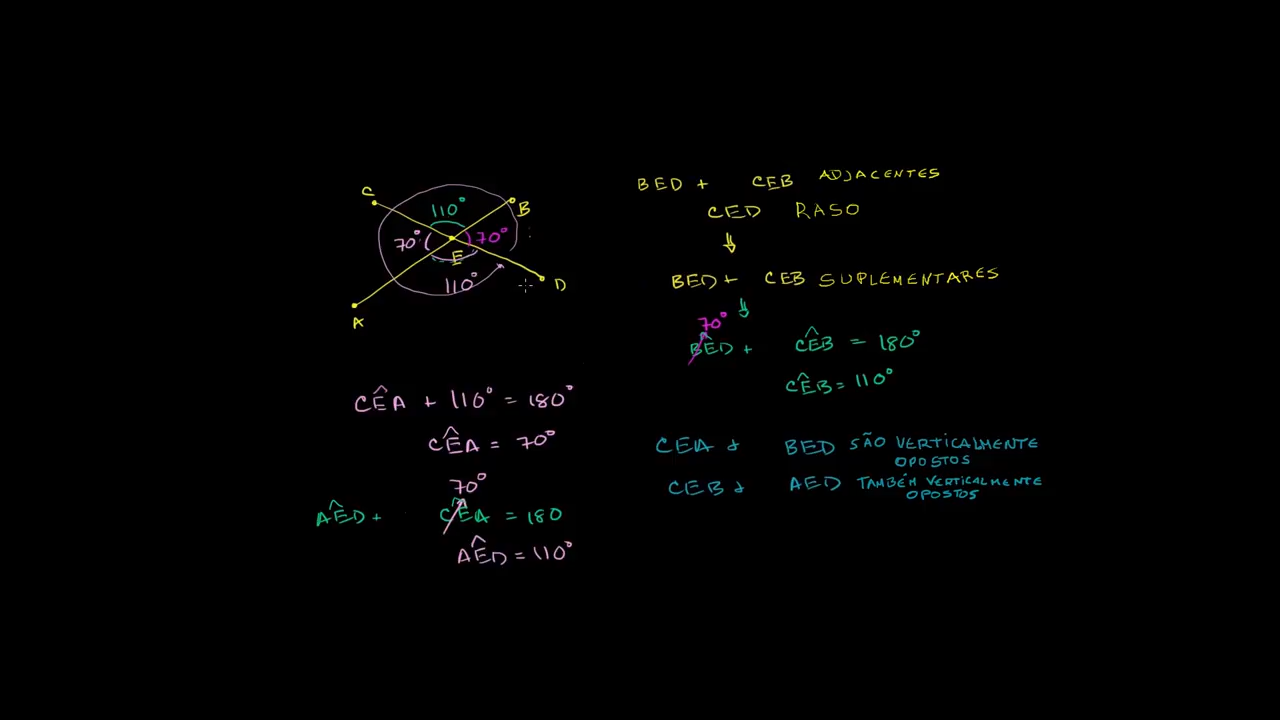 C
B
110°
70°
70°
E
110°
D
A
BED + CEB ADJACENTES
CED RASO
BED + CEB SUPLEMENTARES
70°
BÊD + CÊB = 180°
CÊB = 110°
CÊA + 110° = 180°
CÊA = 70°
70°
AÊD + CÊA = 180
AÊD = 110°
CEA & BED SÃO VERTICALMENTE
OPOSTOS
CEB & AED TAMBÉM VERTICALMENTE
OPOSTOS